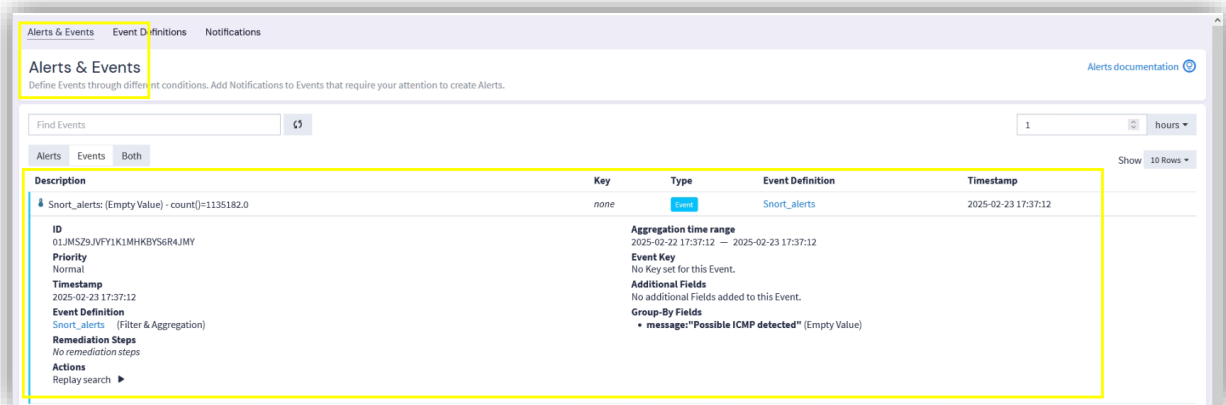 Alerts & Events Event Definitions Notifications
Alerts & Events
Alerts documentation
Define Events through different conditions. Add Notifications to Events that require your attention to create Alerts.
Find Events
1 hours
Alerts Events Both
Show 10 Rows
Description Key Type Event Definition Timestamp
Snort_alerts: (Empty Value) - count()=1135182.0 none Event Snort_alerts 2025-02-23 17:37:12
ID
01JMSZ9JVFY1K1MHKBYS6R4JMY
Priority
Normal
Timestamp
2025-02-23 17:37:12
Event Definition
Snort_alerts (Filter & Aggregation)
Remediation Steps
No remediation steps
Actions
Replay search
Aggregation time range
2025-02-22 17:37:12 — 2025-02-23 17:37:12
Event Key
No Key set for this Event.
Additional Fields
No additional Fields added to this Event.
Group-By Fields
• message:"Possible ICMP detected" (Empty Value)